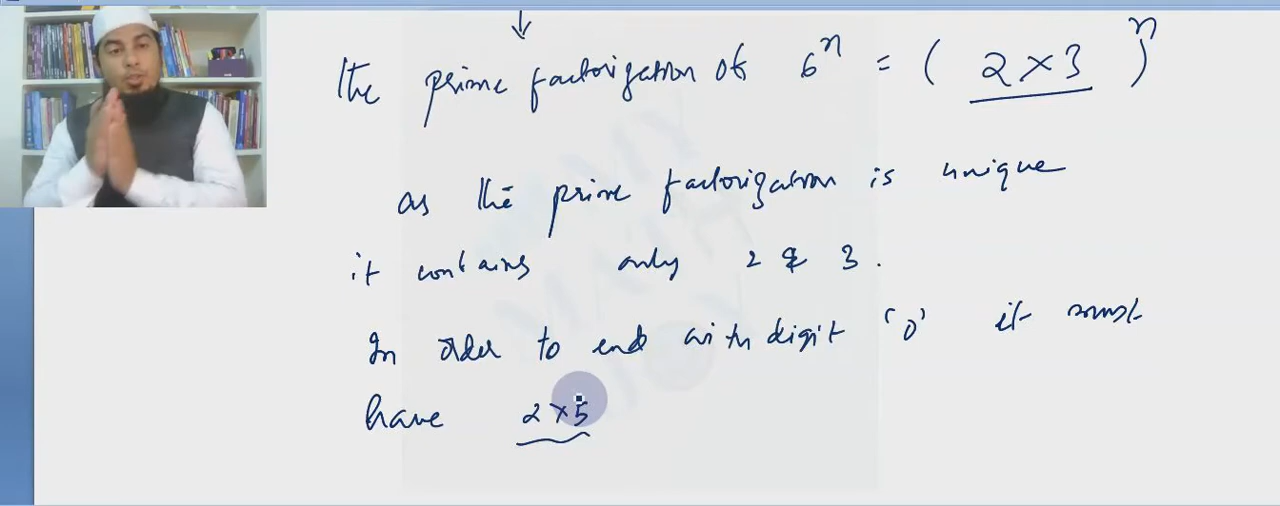 the prime factorization of 6ⁿ = ( 2 × 3 )ⁿ
as the prime factorization is unique
it contains only 2 & 3 .
In order to end with digit '0' it must
have 2 × 5